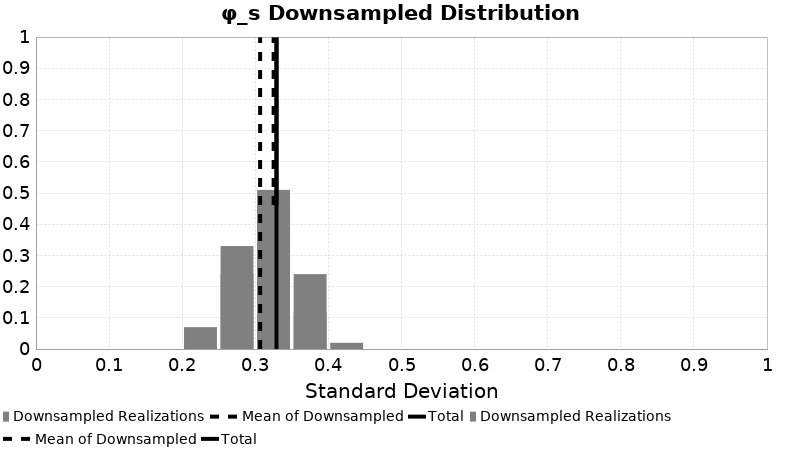 φ_s Downsampled Distribution
1
0.9
0.8
0.7
0.6
0.5
0.4
0.3
0.2
0.1
0
0 0.1 0.2 0.3 0.4 0.5 0.6 0.7 0.8 0.9 1
Standard Deviation
Downsampled Realizations Mean of Downsampled Total Downsampled Realizations
Mean of Downsampled Total